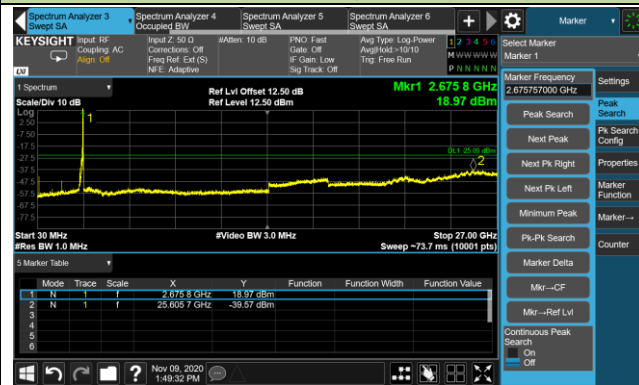 Spectrum Analyzer 3
Swept SA
Spectrum Analyzer 4
Occupied BW
Spectrum Analyzer 5
Swept SA
Spectrum Analyzer 6
Swept SA
Marker
KEYSIGHT
Input: RF
Coupling: AC
Align: Off
Input Z: 50 Ω
Corrections: Off
Freq Ref: Ext (S)
NFE: Adaptive
#Atten: 10 dB
PNO: Fast
Gate: Off
IF Gain: Low
Sig Track: Off
Avg Type: Log-Power
Avg|Hold:>10/10
Trig: Free Run
1 2 3 4 5 6
M W W W W W
P N N N N N
LXI
Select Marker
Marker 1
Marker Frequency
2.675757000 GHz
Settings
Peak Search
Next Peak
Next Pk Right
Next Pk Left
Minimum Peak
Pk-Pk Search
Marker Delta
Mkr→CF
Mkr→Ref Lvl
Continuous Peak
Search
On
Off
Peak
Search
Pk Search
Config
Properties
Marker
Function
Marker→
Counter
1 Spectrum
Scale/Div 10 dB
Ref Lvl Offset 12.50 dB
Ref Level 12.50 dBm
Mkr1 2.675 8 GHz
18.97 dBm
Log
2.50
-7.50
-17.5
-27.5
-37.5
-47.5
-57.5
-67.5
-77.5
1
DL1 -25.00 dBm
2
Start 30 MHz
#Res BW 1.0 MHz
#Video BW 3.0 MHz
Stop 27.00 GHz
Sweep ~73.7 ms (10001 pts)
5 Marker Table
Mode Trace Scale X Y Function Function Width Function Value
1 N 1 f 2.675 8 GHz 18.97 dBm
2 N 1 f 25.605 7 GHz -39.57 dBm
3
4
5
6
Nov 09, 2020
1:49:32 PM